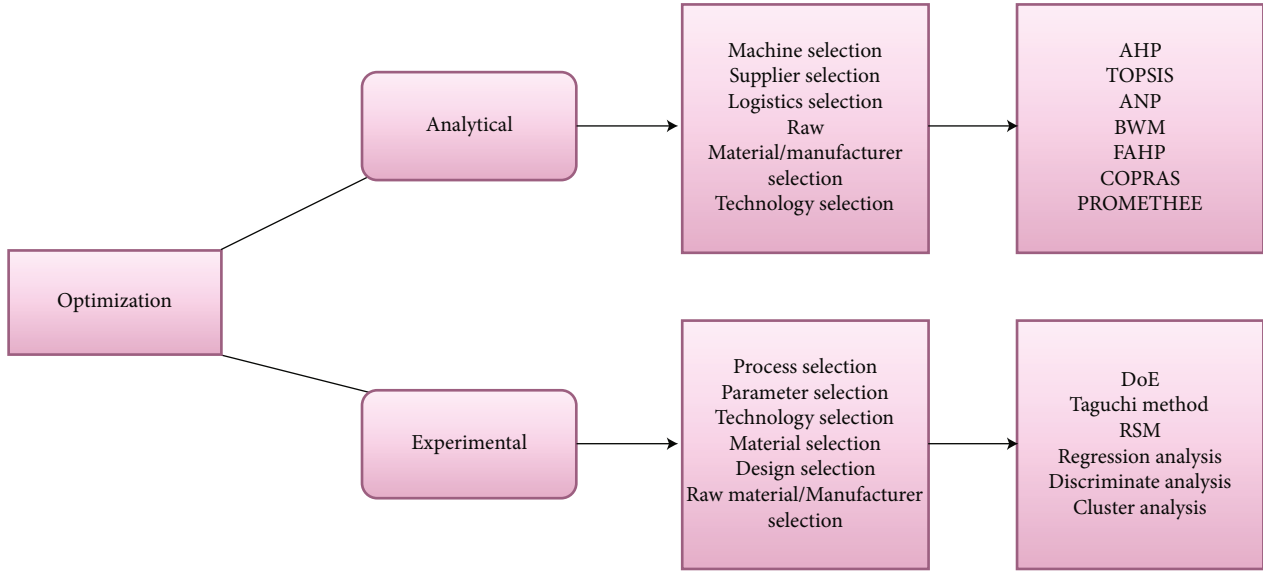 Optimization
Analytical
Machine selection
Supplier selection
Logistics selection
Raw
Material/manufacturer
selection
Technology selection
AHP
TOPSIS
ANP
BWM
FAHP
COPRAS
PROMETHEE
Experimental
Process selection
Parameter selection
Technology selection
Material selection
Design selection
Raw material/Manufacturer
selection
DoE
Taguchi method
RSM
Regression analysis
Discriminate analysis
Cluster analysis